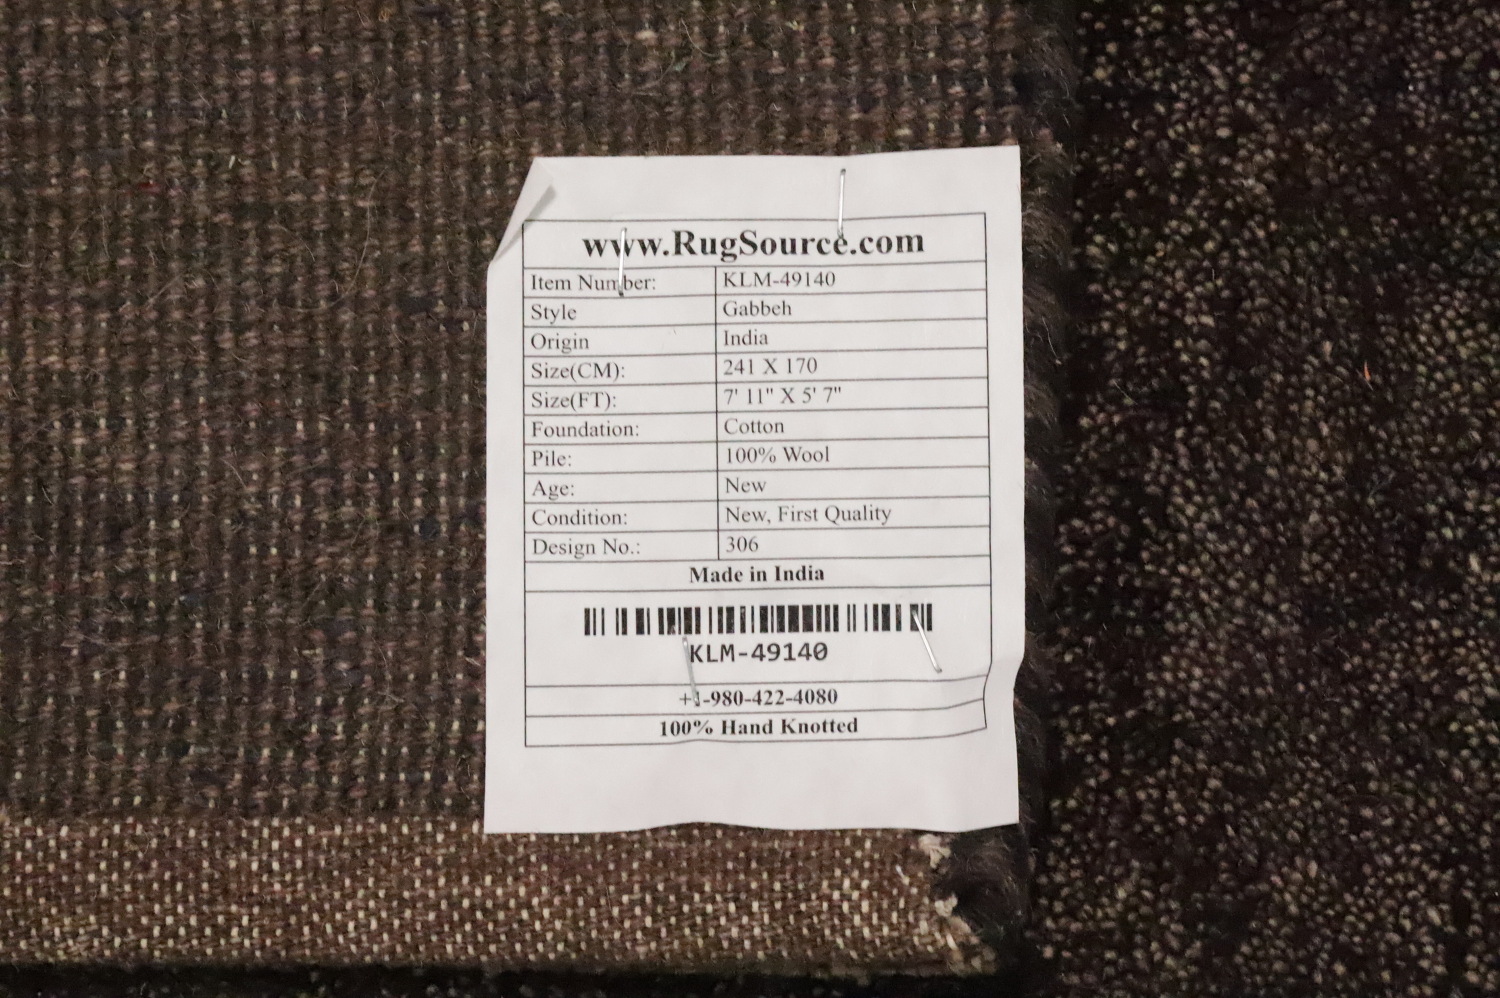 www.RugSource.com
Item Number: KLM-49140
Style Gabbeh
Origin India
Size(CM): 241 X 170
Size(FT): 7' 11" X 5' 7"
Foundation: Cotton
Pile: 100% Wool
Age: New
Condition: New, First Quality
Design No.: 306
Made in India
KLM-49140
+1-980-422-4080
100% Hand Knotted